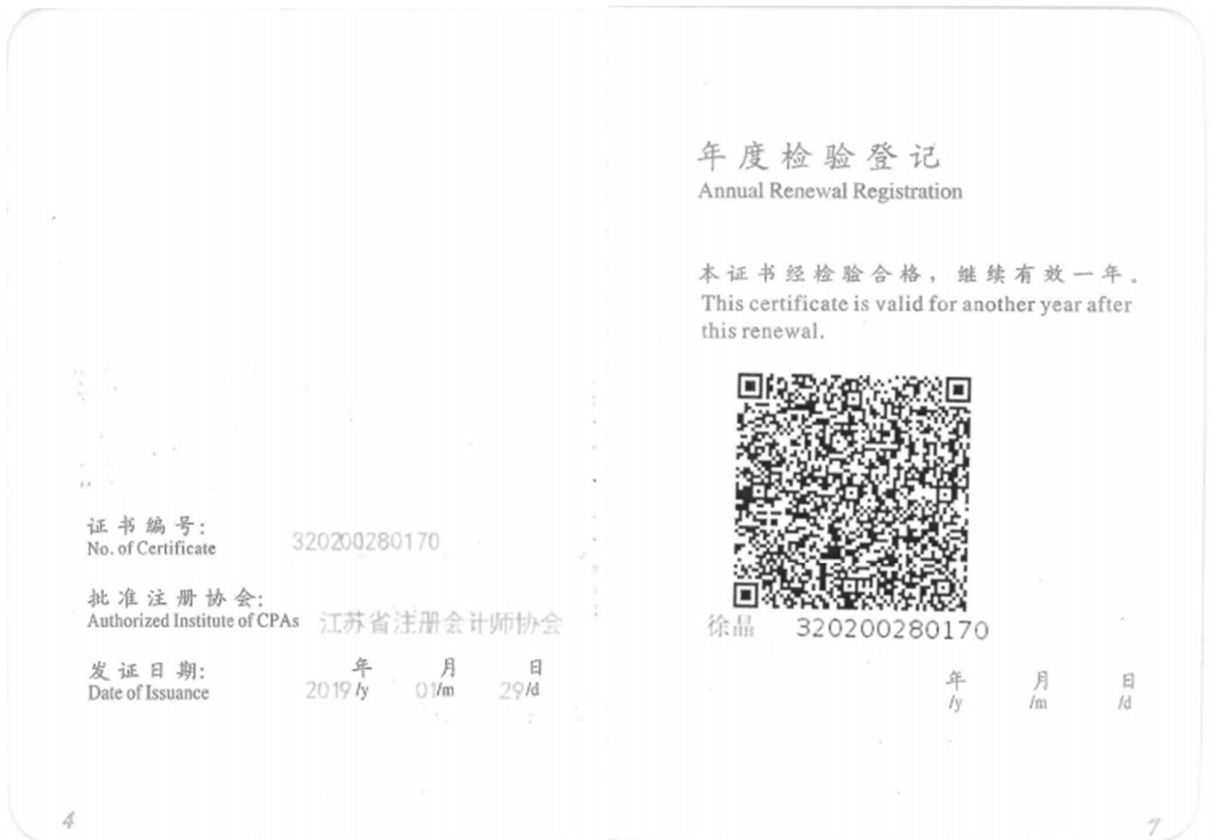 证书编号:
No. of Certificate
320200280170
批准注册协会:
Authorized Institute of CPAs
江苏省注册会计师协会
发证日期:
Date of Issuance
2019 年/y 01 月/m 29 日/d
4
年度检验登记
Annual Renewal Registration
本证书经检验合格，继续有效一年。
This certificate is valid for another year after
this renewal.
徐晶 320200280170
年 月 日
/y /m /d
7